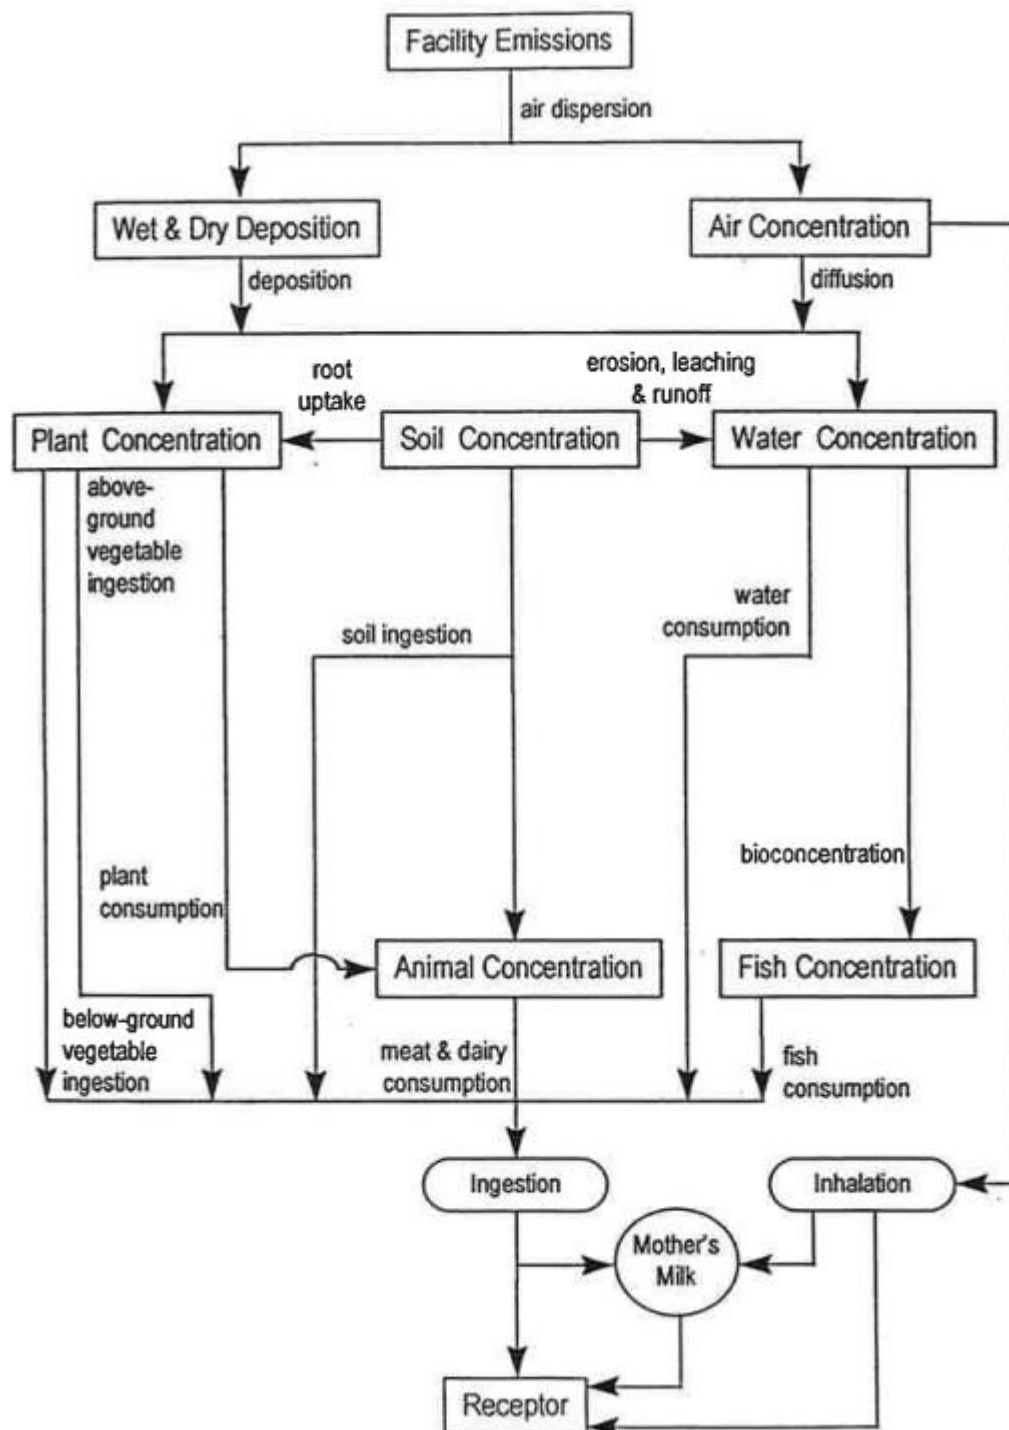 Facility Emissions
air dispersion
Wet & Dry Deposition
Air Concentration
deposition
diffusion
root
uptake
erosion, leaching
& runoff
Plant Concentration
Soil Concentration
Water Concentration
above-
ground
vegetable
ingestion
soil ingestion
water
consumption
plant
consumption
bioconcentration
Animal Concentration
Fish Concentration
below-ground
vegetable
ingestion
meat & dairy
consumption
fish
consumption
Ingestion
Inhalation
Mother's
Milk
Receptor